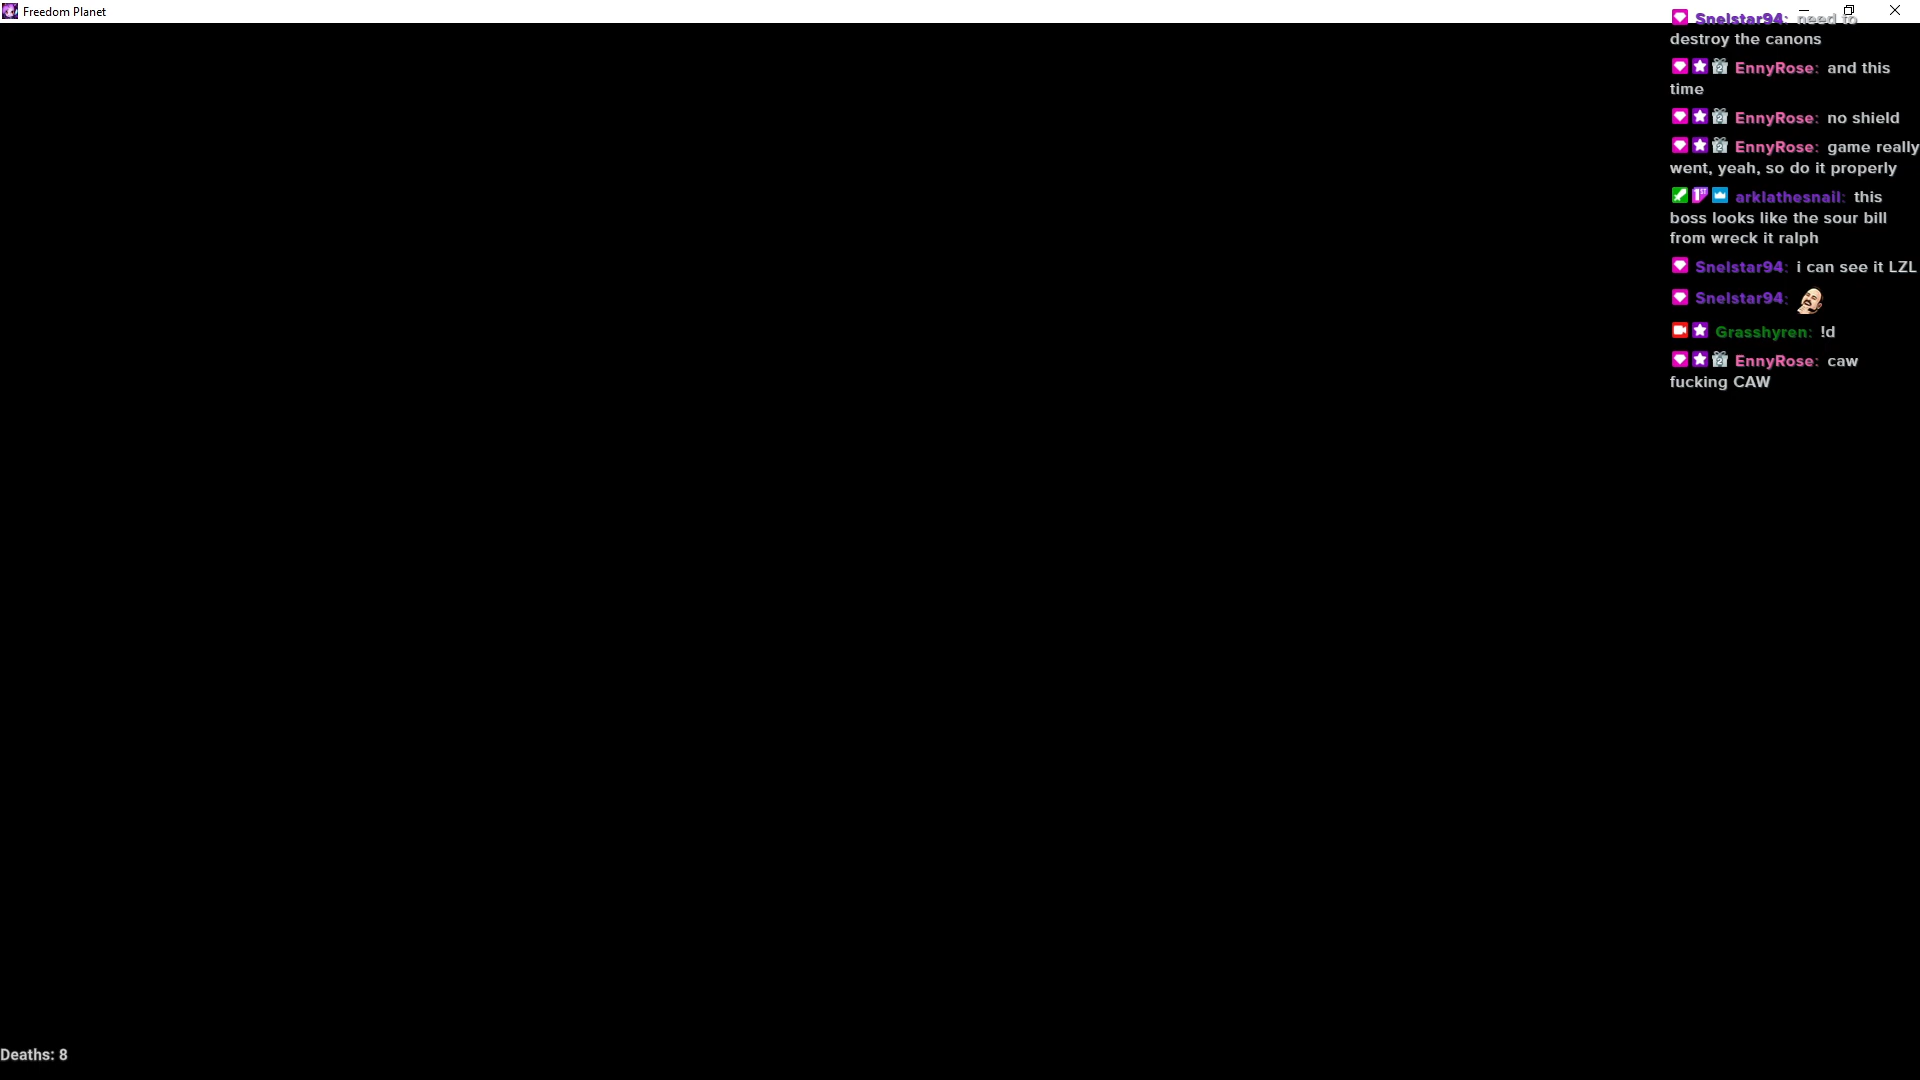 Freedom Planet
Snelstar94: need to
destroy the canons
EnnyRose: and this
time
EnnyRose: no shield
EnnyRose: game really
went, yeah, so do it properly
arklathesnail: this
boss looks like the sour bill
from wreck it ralph
Snelstar94: i can see it LZL
Snelstar94:
Grasshyren: !d
EnnyRose: caw
fucking CAW
Deaths: 8